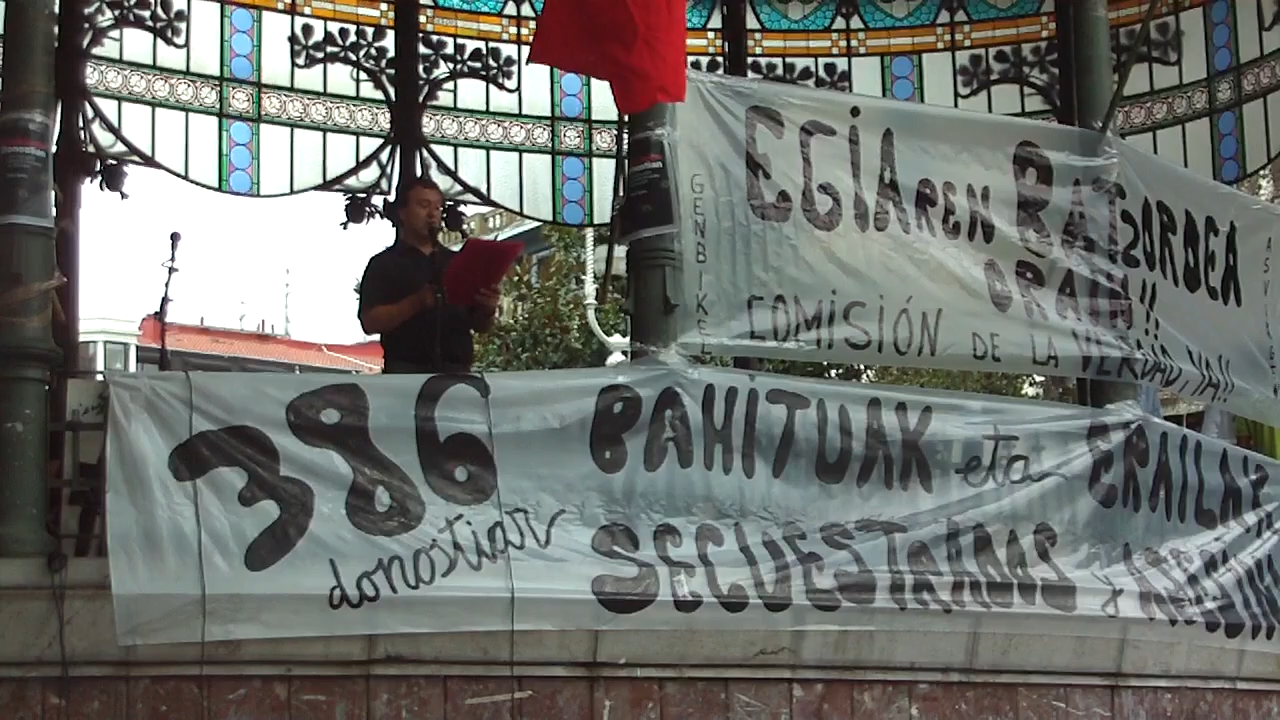 GENBIKEL
EGIAREN BATZORDEA
ORAIN!!
COMISIÓN DE LA VERDAD, YA!!
386
donostiar
BAHITUAK eta ERAILAK
SECUESTRADOS y